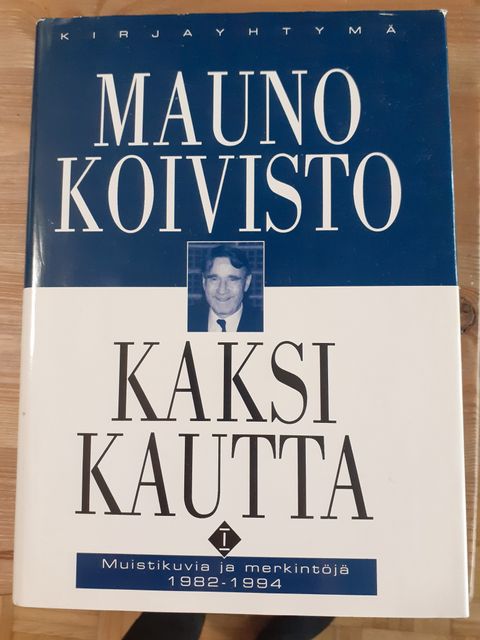 KIRJAYHTYMÄ
MAUNO
KOIVISTO
KAKSI
KAUTTA
I
Muistikuvia ja merkintöjä
1982-1994